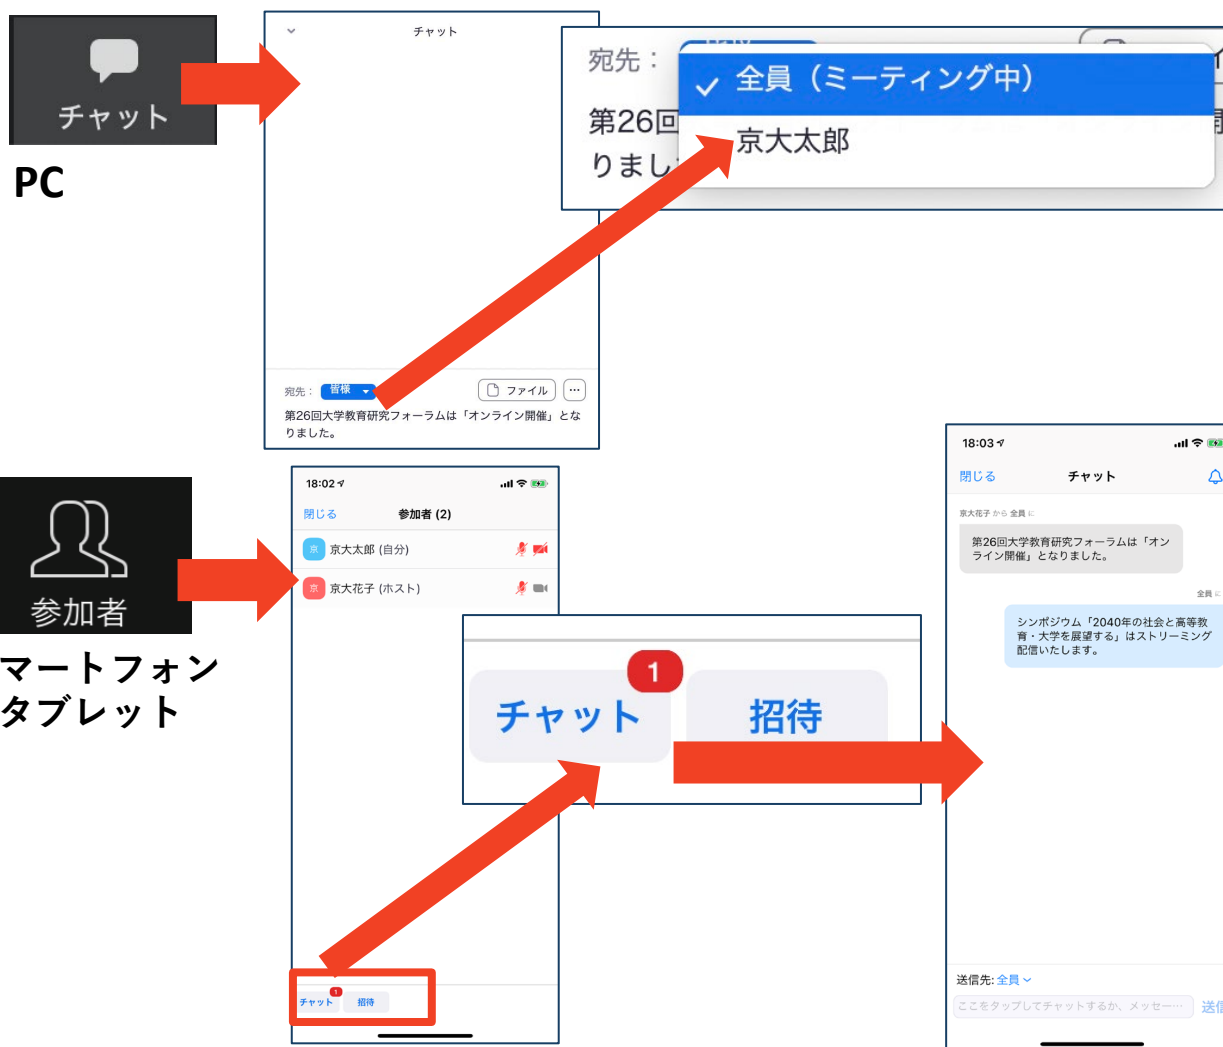 チャット
PC
チャット
宛先：
皆様
ファイル
第26回大学教育研究フォーラムは「オンライン開催」とな
りました。
宛先：
全員（ミーティング中）
京大太郎
第26回
りまし
参加者
マートフォン
タブレット
18:02
閉じる
参加者 (2)
京 京大太郎 (自分)
京 京大花子 (ホスト)
チャット
1
招待
チャット
1
招待
18:03
閉じる
チャット
京大花子 から 全員 に
第26回大学教育研究フォーラムは「オン
ライン開催」となりました。
全員 に
シンポジウム「2040年の社会と高等教
育・大学を展望する」はストリーミング
配信いたします。
送信先: 全員
ここをタップしてチャットするか、メッセー…
送信